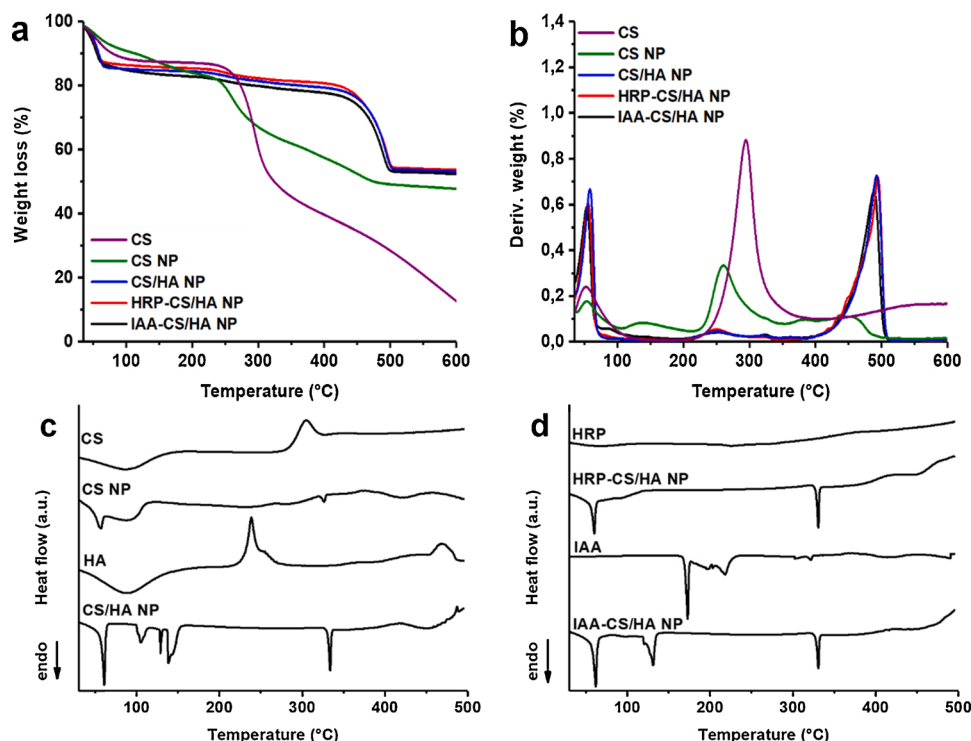 a
100
80
60
40
20
0
Weight loss (%)
CS
CS NP
CS/HA NP
HRP-CS/HA NP
IAA-CS/HA NP
100 200 300 400 500 600
Temperature (°C)
b
1,4
1,2
1,0
0,8
0,6
0,4
0,2
0,0
Deriv. weight (%)
CS
CS NP
CS/HA NP
HRP-CS/HA NP
IAA-CS/HA NP
100 200 300 400 500 600
Temperature (°C)
c
CS
CS NP
HA
CS/HA NP
Heat flow (a.u.)
endo
100 200 300 400 500
Temperature (°C)
d
HRP
HRP-CS/HA NP
IAA
IAA-CS/HA NP
Heat flow (a.u.)
endo
100 200 300 400 500
Temperature (°C)